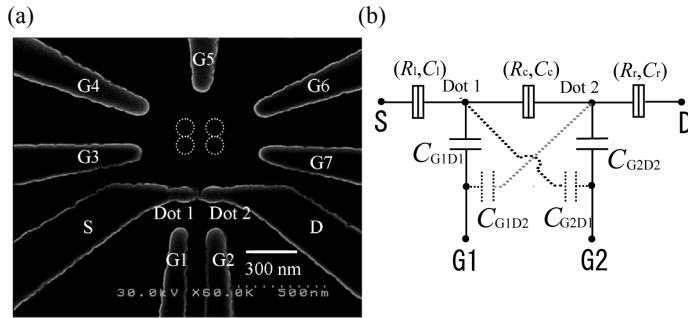 (a)
G5
G4
G6
G3
G7
S
Dot 1 Dot 2
D
G1
G2
300 nm
30.0kV X60.0K 500nm
(b)
(Rl,Cl)
(Rc,Cc)
(Rr,Cr)
Dot 1
Dot 2
S
D
CG1D1
CG2D2
CG1D2
CG2D1
G1
G2